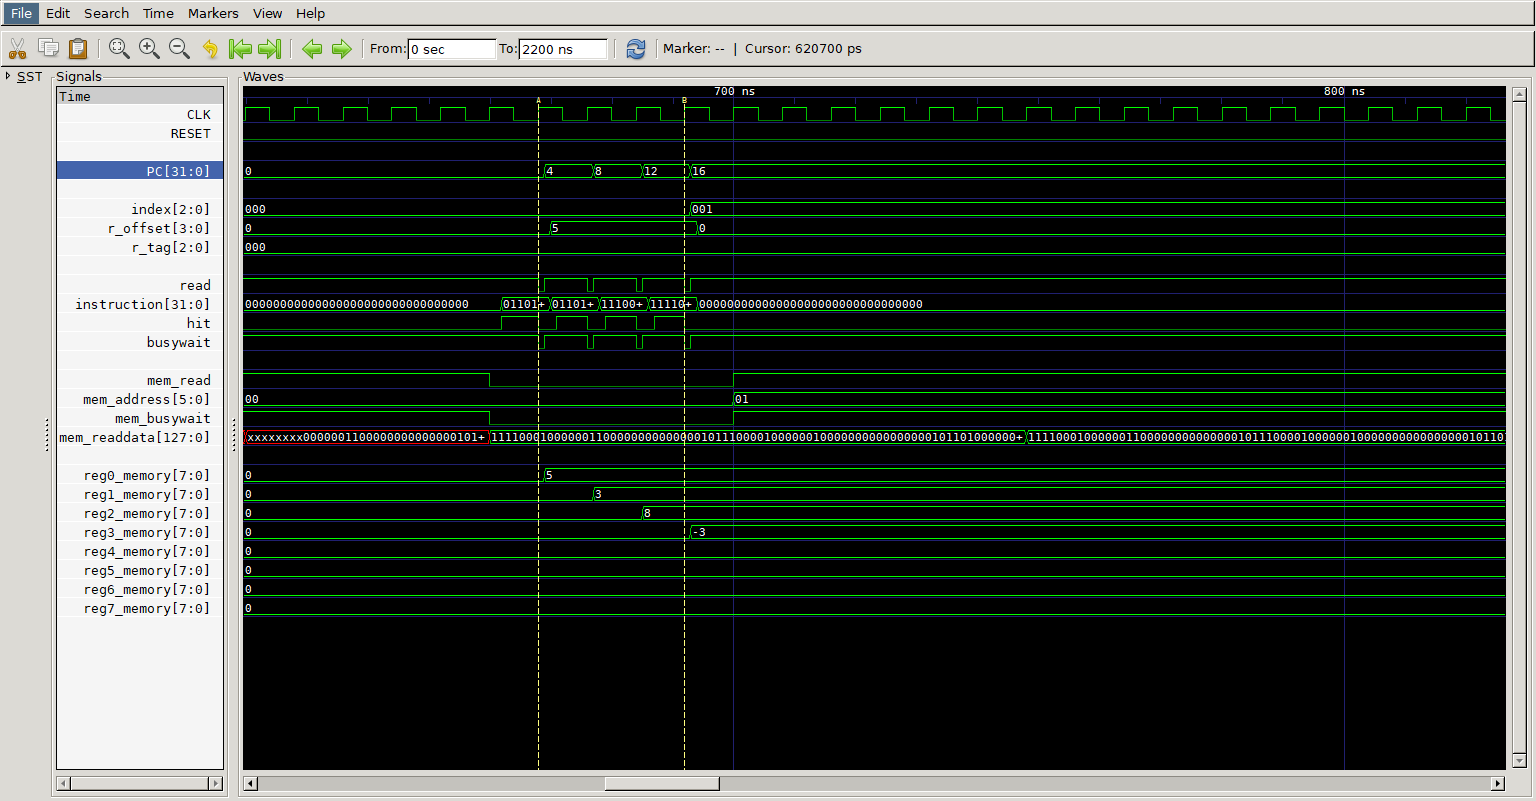 File Edit Search Time Markers View Help
From: 0 sec To: 2200 ns Marker: -- | Cursor: 620700 ps
SST
Signals
Waves
Time
700 ns 800 ns
A B
CLK
RESET
PC[31:0] 0 4 8 12 16
index[2:0] 000 001
r_offset[3:0] 0 5 0
r_tag[2:0] 000
read
instruction[31:0] 00000000000000000000000000000000 01101+ 01101+ 11100+ 11110+ 00000000000000000000000000000000
hit
busywait
mem_read
mem_address[5:0] 00 01
mem_busywait
mem_readdata[127:0]
reg0_memory[7:0] 0 5
reg1_memory[7:0] 0 3
reg2_memory[7:0] 0 8
reg3_memory[7:0] 0 -3
reg4_memory[7:0] 0
reg5_memory[7:0] 0
reg6_memory[7:0] 0
reg7_memory[7:0] 0